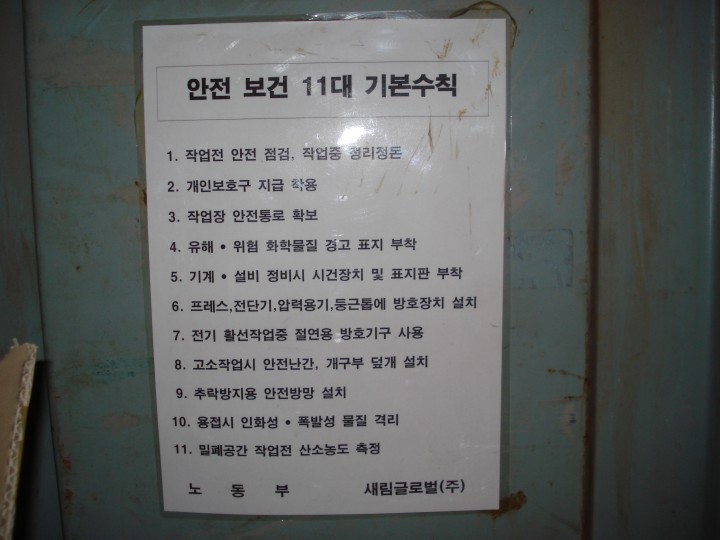 안전 보건 11대 기본수칙
1. 작업전 안전 점검, 작업중 정리정돈
2. 개인보호구 지급 착용
3. 작업장 안전통로 확보
4. 유해 • 위험 화학물질 경고 표지 부착
5. 기계 • 설비 정비시 시건장치 및 표지판 부착
6. 프레스,전단기,압력용기,둥근톱에 방호장치 설치
7. 전기 활선작업중 절연용 방호기구 사용
8. 고소작업시 안전난간, 개구부 덮개 설치
9. 추락방지용 안전방망 설치
10. 용접시 인화성 • 폭발성 물질 격리
11. 밀폐공간 작업전 산소농도 측정
노 동 부 새림글로벌(주)